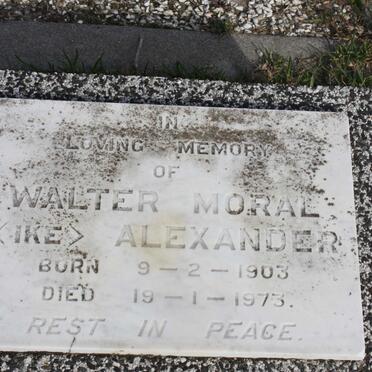 IN
LOVING MEMORY
OF
WALTER MORAL
<IKE> ALEXANDER
BORN 9-2-1903
DIED 19-1-1973.
REST IN PEACE.